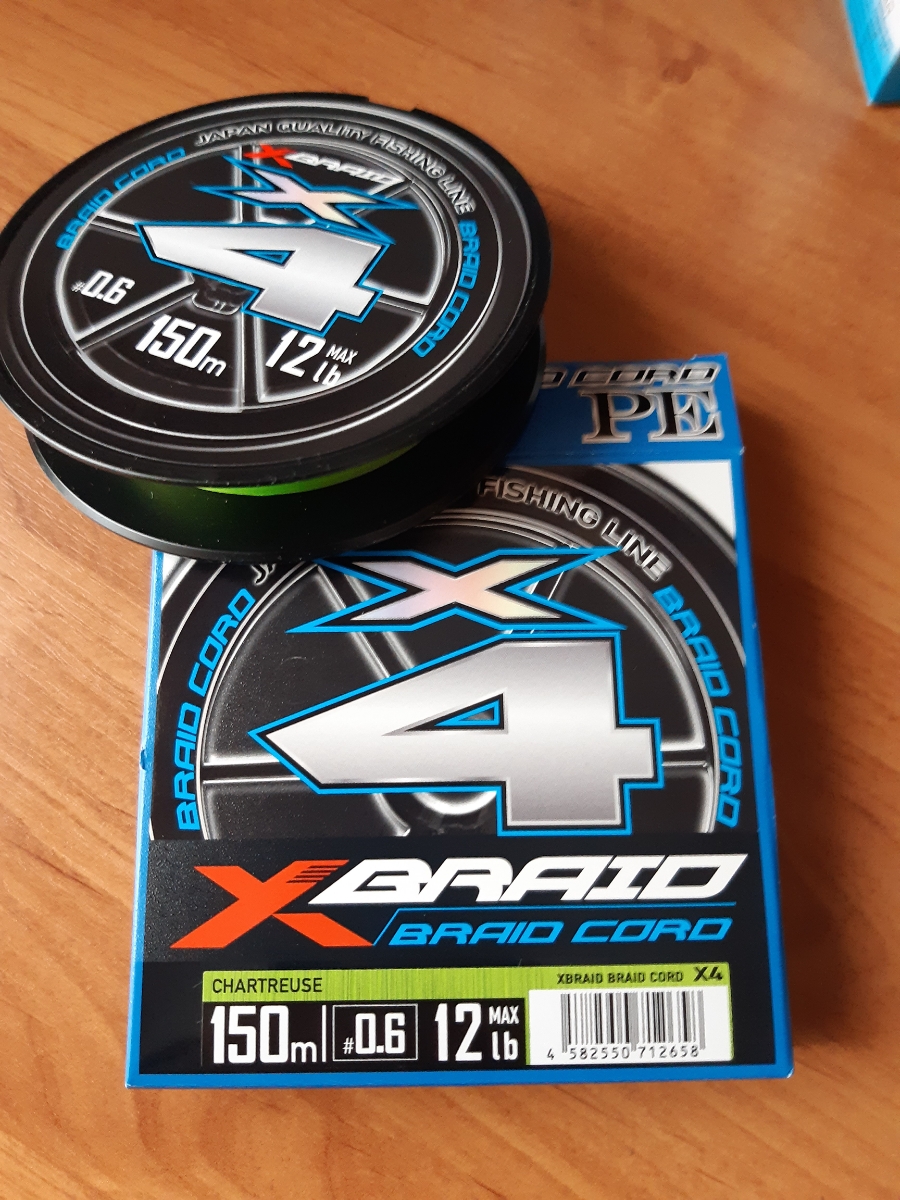 JAPAN QUALITY FISHING LINE
BRAID CORD
BRAID CORD
XBRAID
X
4
#0.6
150m
12 MAX lb
CORD
PE
FISHING LINE
BRAID CORD
BRAID CORD
X
4
XBRAID
BRAID CORD
CHARTREUSE
XBRAID BRAID CORD X4
150m
#0.6
12 MAX lb
4 582550 712658